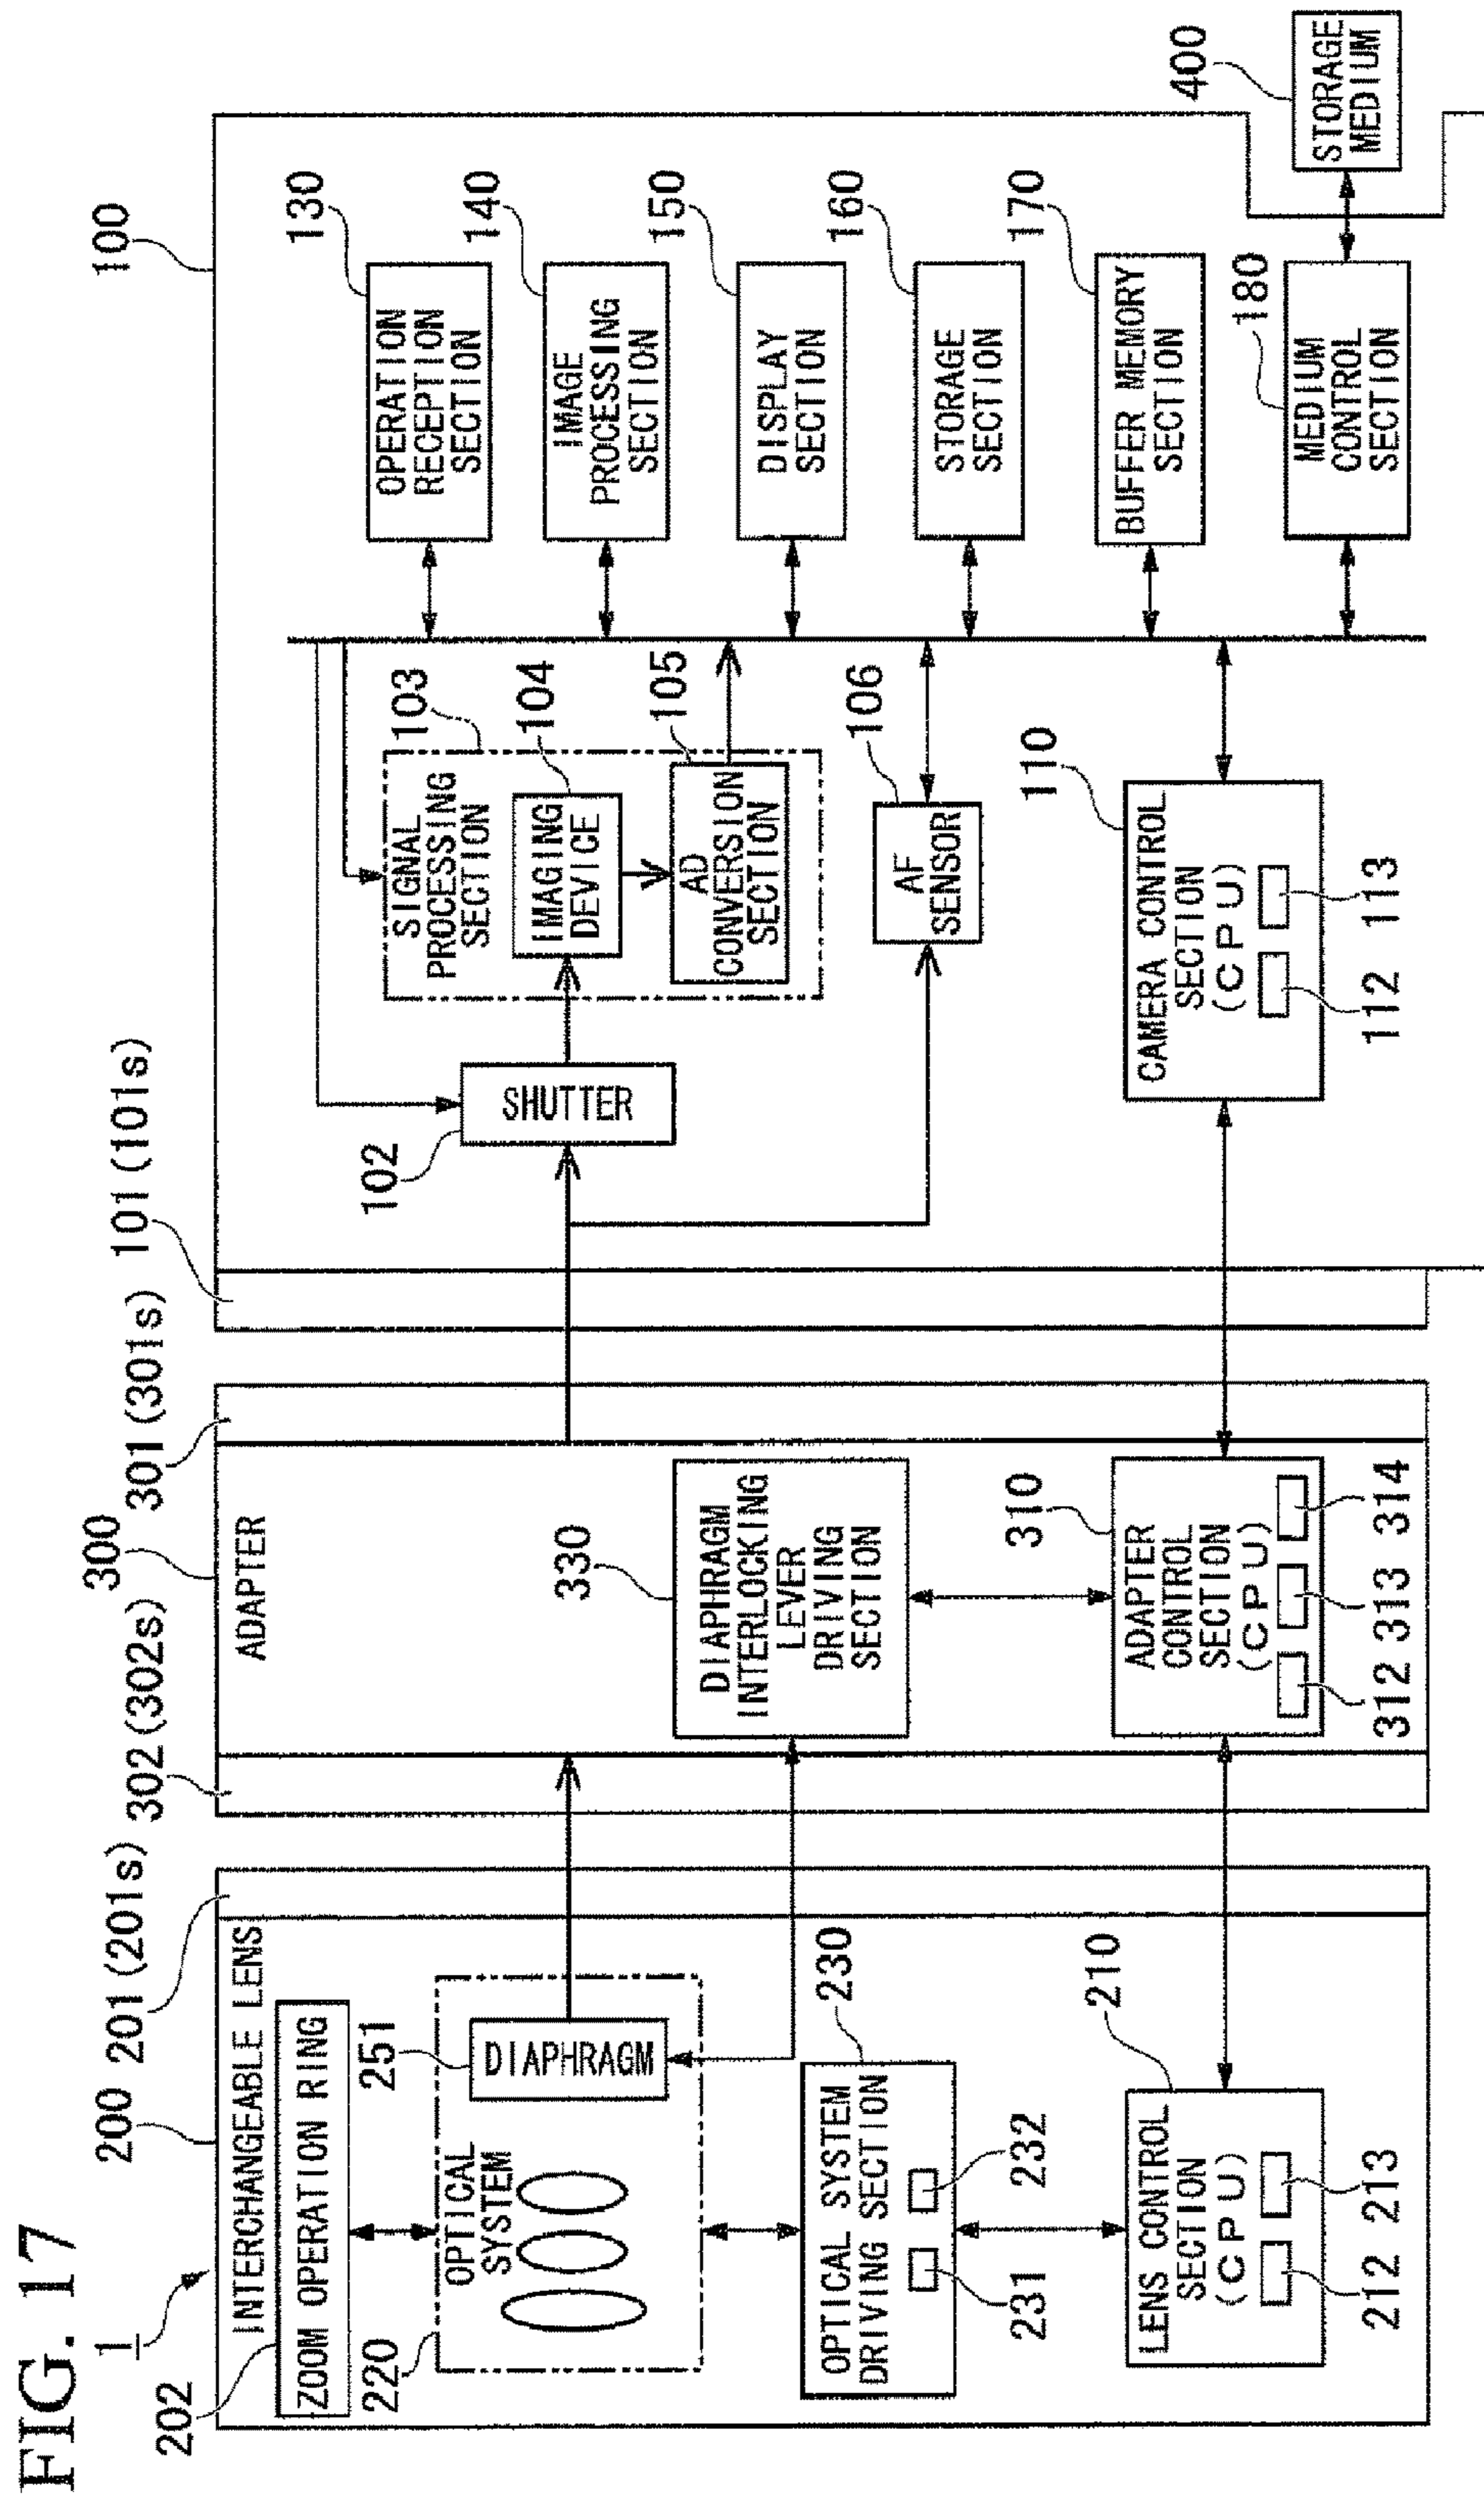 FIG. 17
1
200
201(201s)
302(302s)
300
301(301s)
101(101s)
100
INTERCHANGEABLE LENS
202
ZOOM OPERATION RING
220
OPTICAL
SYSTEM
251
DIAPHRAGM
230
OPTICAL SYSTEM
DRIVING SECTION
231
232
210
LENS CONTROL
SECTION
(CPU)
212
213
ADAPTER
330
DIAPHRAGM
INTERLOCKING
LEVER
DRIVING
SECTION
310
ADAPTER
CONTROL
SECTION
(CPU)
312
313
314
102
SHUTTER
103
SIGNAL
PROCESSING
SECTION
104
IMAGING
DEVICE
105
AD
CONVERSION
SECTION
106
AF
SENSOR
110
CAMERA CONTROL
SECTION
(CPU)
112
113
130
OPERATION
RECEPTION
SECTION
140
IMAGE
PROCESSING
SECTION
150
DISPLAY
SECTION
160
STORAGE
SECTION
170
BUFFER MEMORY
SECTION
180
MEDIUM
CONTROL
SECTION
400
STORAGE
MEDIUM